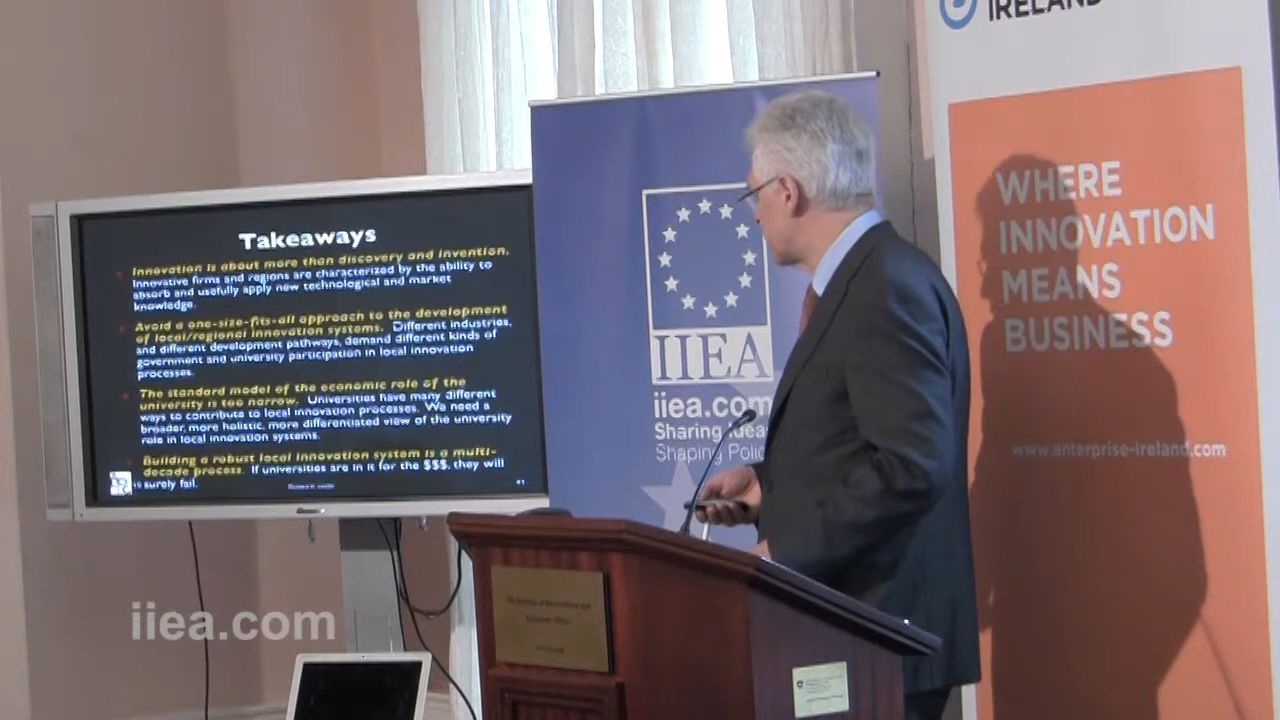 Takeaways
Innovation is about more than discovery and invention.
Innovative firms and regions are characterized by the ability to
absorb and usefully apply new technological and market
knowledge.
Avoid a one-size-fits-all approach to the development
of local/regional innovation systems. Different industries,
and different development pathways, demand different kinds of
government and university participation in local innovation
processes.
The standard model of the economic role of the
university is too narrow. Universities have many different
ways to contribute to local innovation processes. We need a
broader, more holistic, more differentiated view of the university
role in local innovation systems.
Building a robust local innovation system is a multi-
decade process. If universities are in it for the $$$, they will
surely fail.
41
IIEA
iiea.com
Sharing Ideas
Shaping Polic
IRELAND
WHERE
INNOVATION
MEANS
BUSINESS
www.enterprise-ireland.com
iiea.com